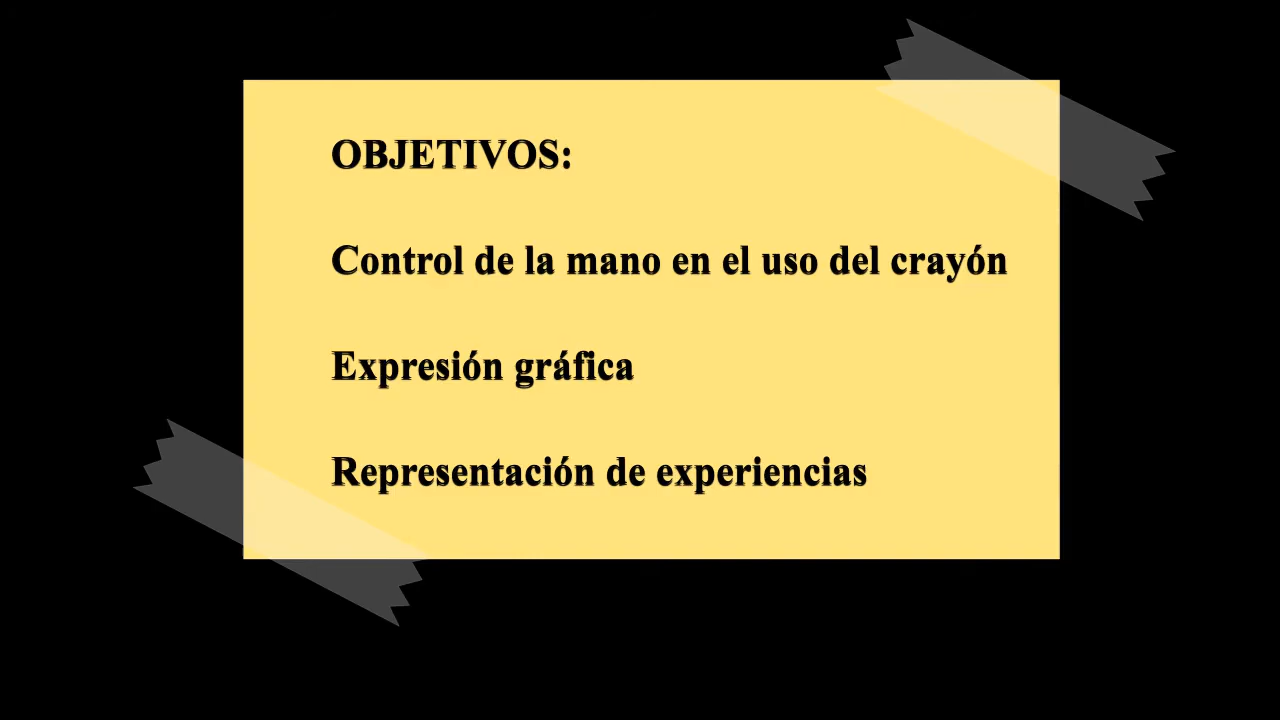 OBJETIVOS:
Control de la mano en el uso del crayón
Expresión gráfica
Representación de experiencias